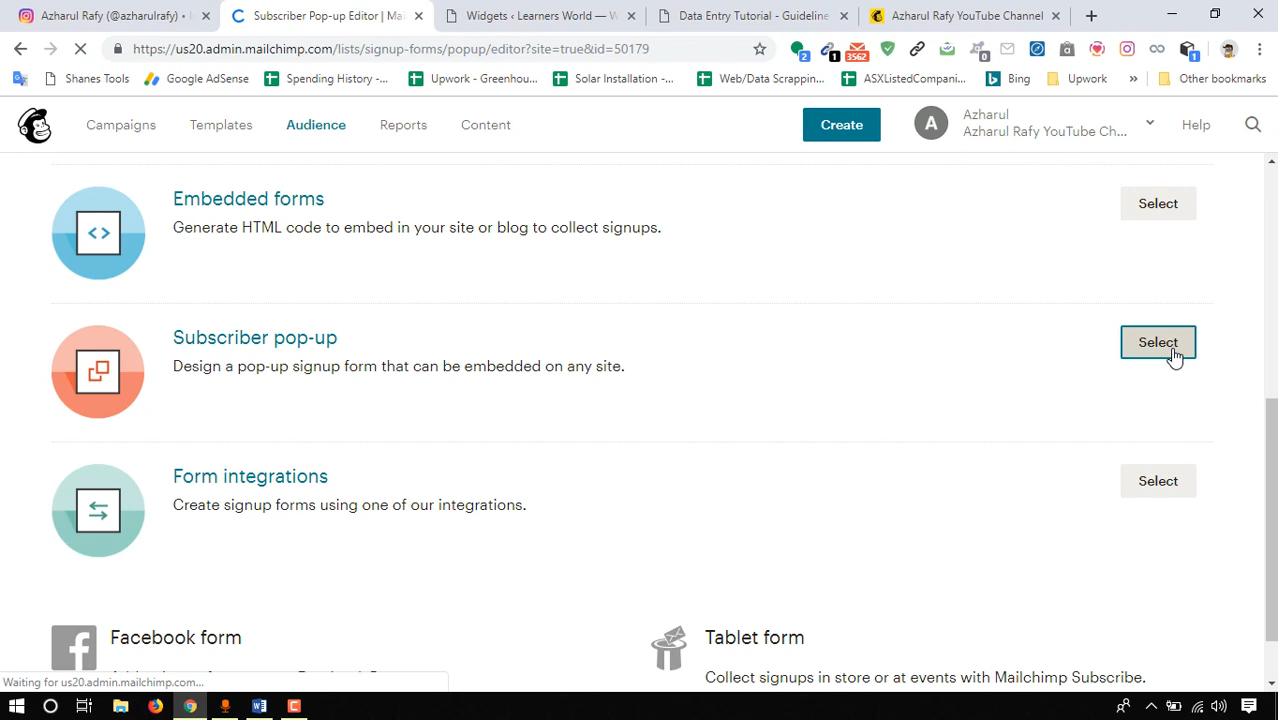 Azharul Rafy (@azharulrafy) •
Subscriber Pop-up Editor | Mai
Widgets ‹ Learners World — W
Data Entry Tutorial - Guideline
Azharul Rafy YouTube Channel
https://us20.admin.mailchimp.com/lists/signup-forms/popup/editor?site=true&id=50179
2
1
3562
0
1
Shanes Tools
Google AdSense
Spending History -...
Upwork - Greenhou...
Solar Installation -...
Web/Data Scrappin...
ASXListedCompani...
Bing
Upwork
»
Other bookmarks
Campaigns
Templates
Audience
Reports
Content
Create
A
Azharul
Azharul Rafy YouTube Ch...
Help
Embedded forms
Generate HTML code to embed in your site or blog to collect signups.
Select
Subscriber pop-up
Design a pop-up signup form that can be embedded on any site.
Select
Form integrations
Create signup forms using one of our integrations.
Select
Facebook form
Tablet form
Collect signups in store or at events with Mailchimp Subscribe.
Waiting for us20.admin.mailchimp.com...